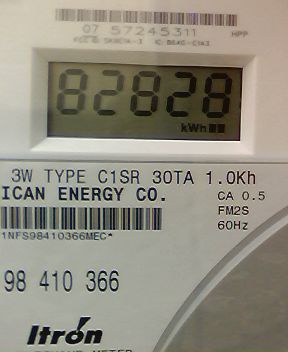 07 57245311 HPP
82828
kWh
3W TYPE C1SR 30TA 1.0Kh
ICAN ENERGY CO.
CA 0.5
FM2S
60Hz
1NFS98410366MEC*
98 410 366
Itron